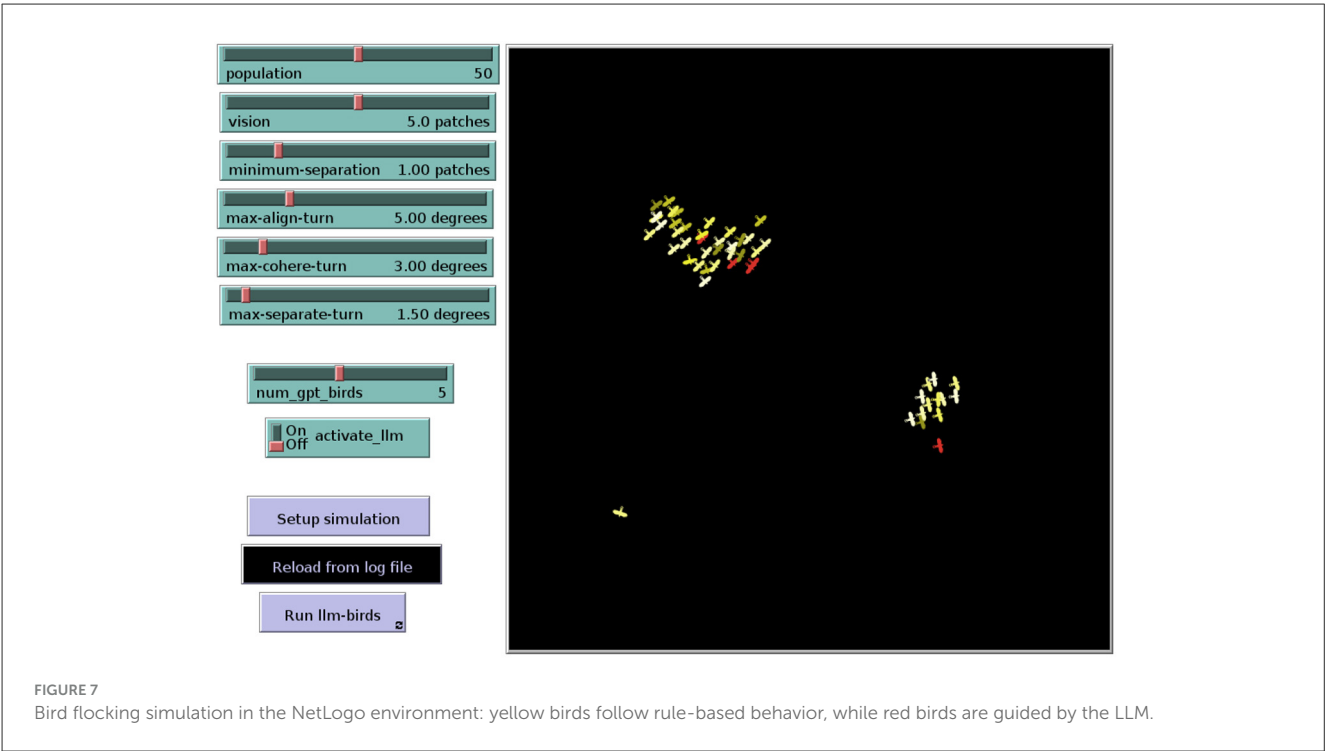 population 50
vision 5.0 patches
minimum-separation 1.00 patches
max-align-turn 5.00 degrees
max-cohere-turn 3.00 degrees
max-separate-turn 1.50 degrees
num_gpt_birds 5
On
Off activate_llm
Setup simulation
Reload from log file
Run llm-birds
FIGURE 7
Bird flocking simulation in the NetLogo environment: yellow birds follow rule-based behavior, while red birds are guided by the LLM.